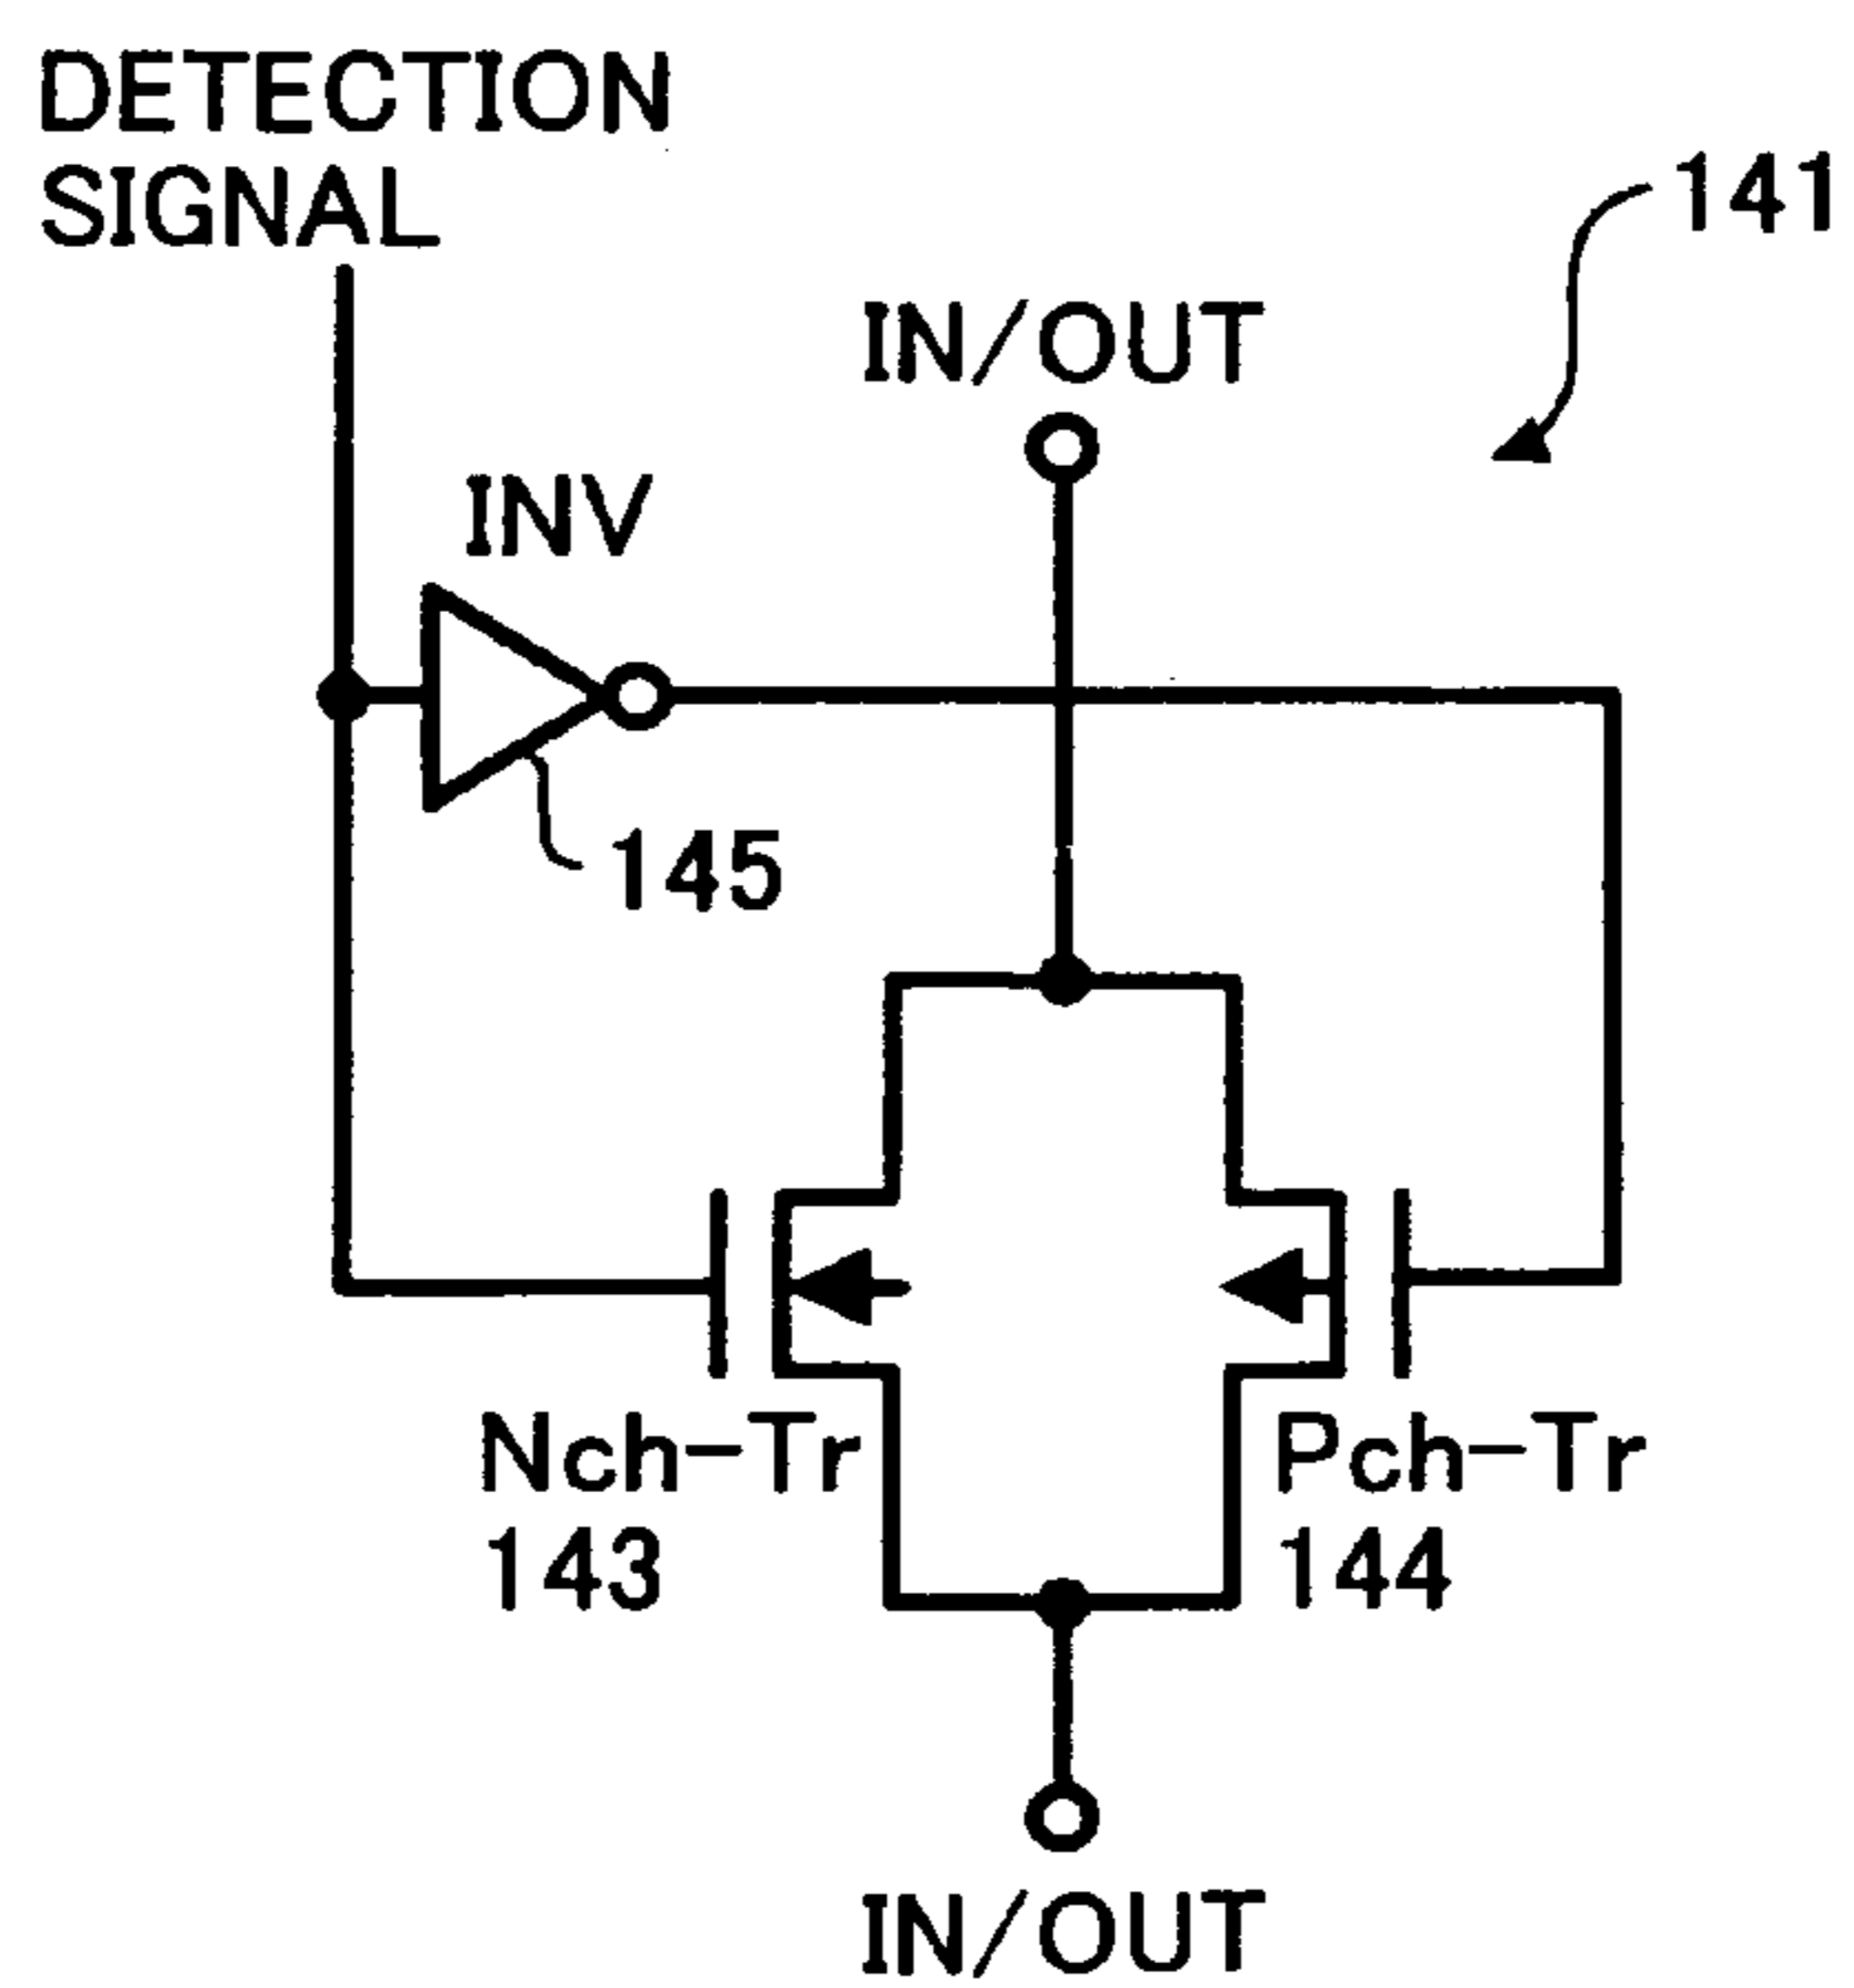 DETECTION
SIGNAL
141
IN/OUT
INV
145
Nch-Tr
143
Pch-Tr
144
IN/OUT